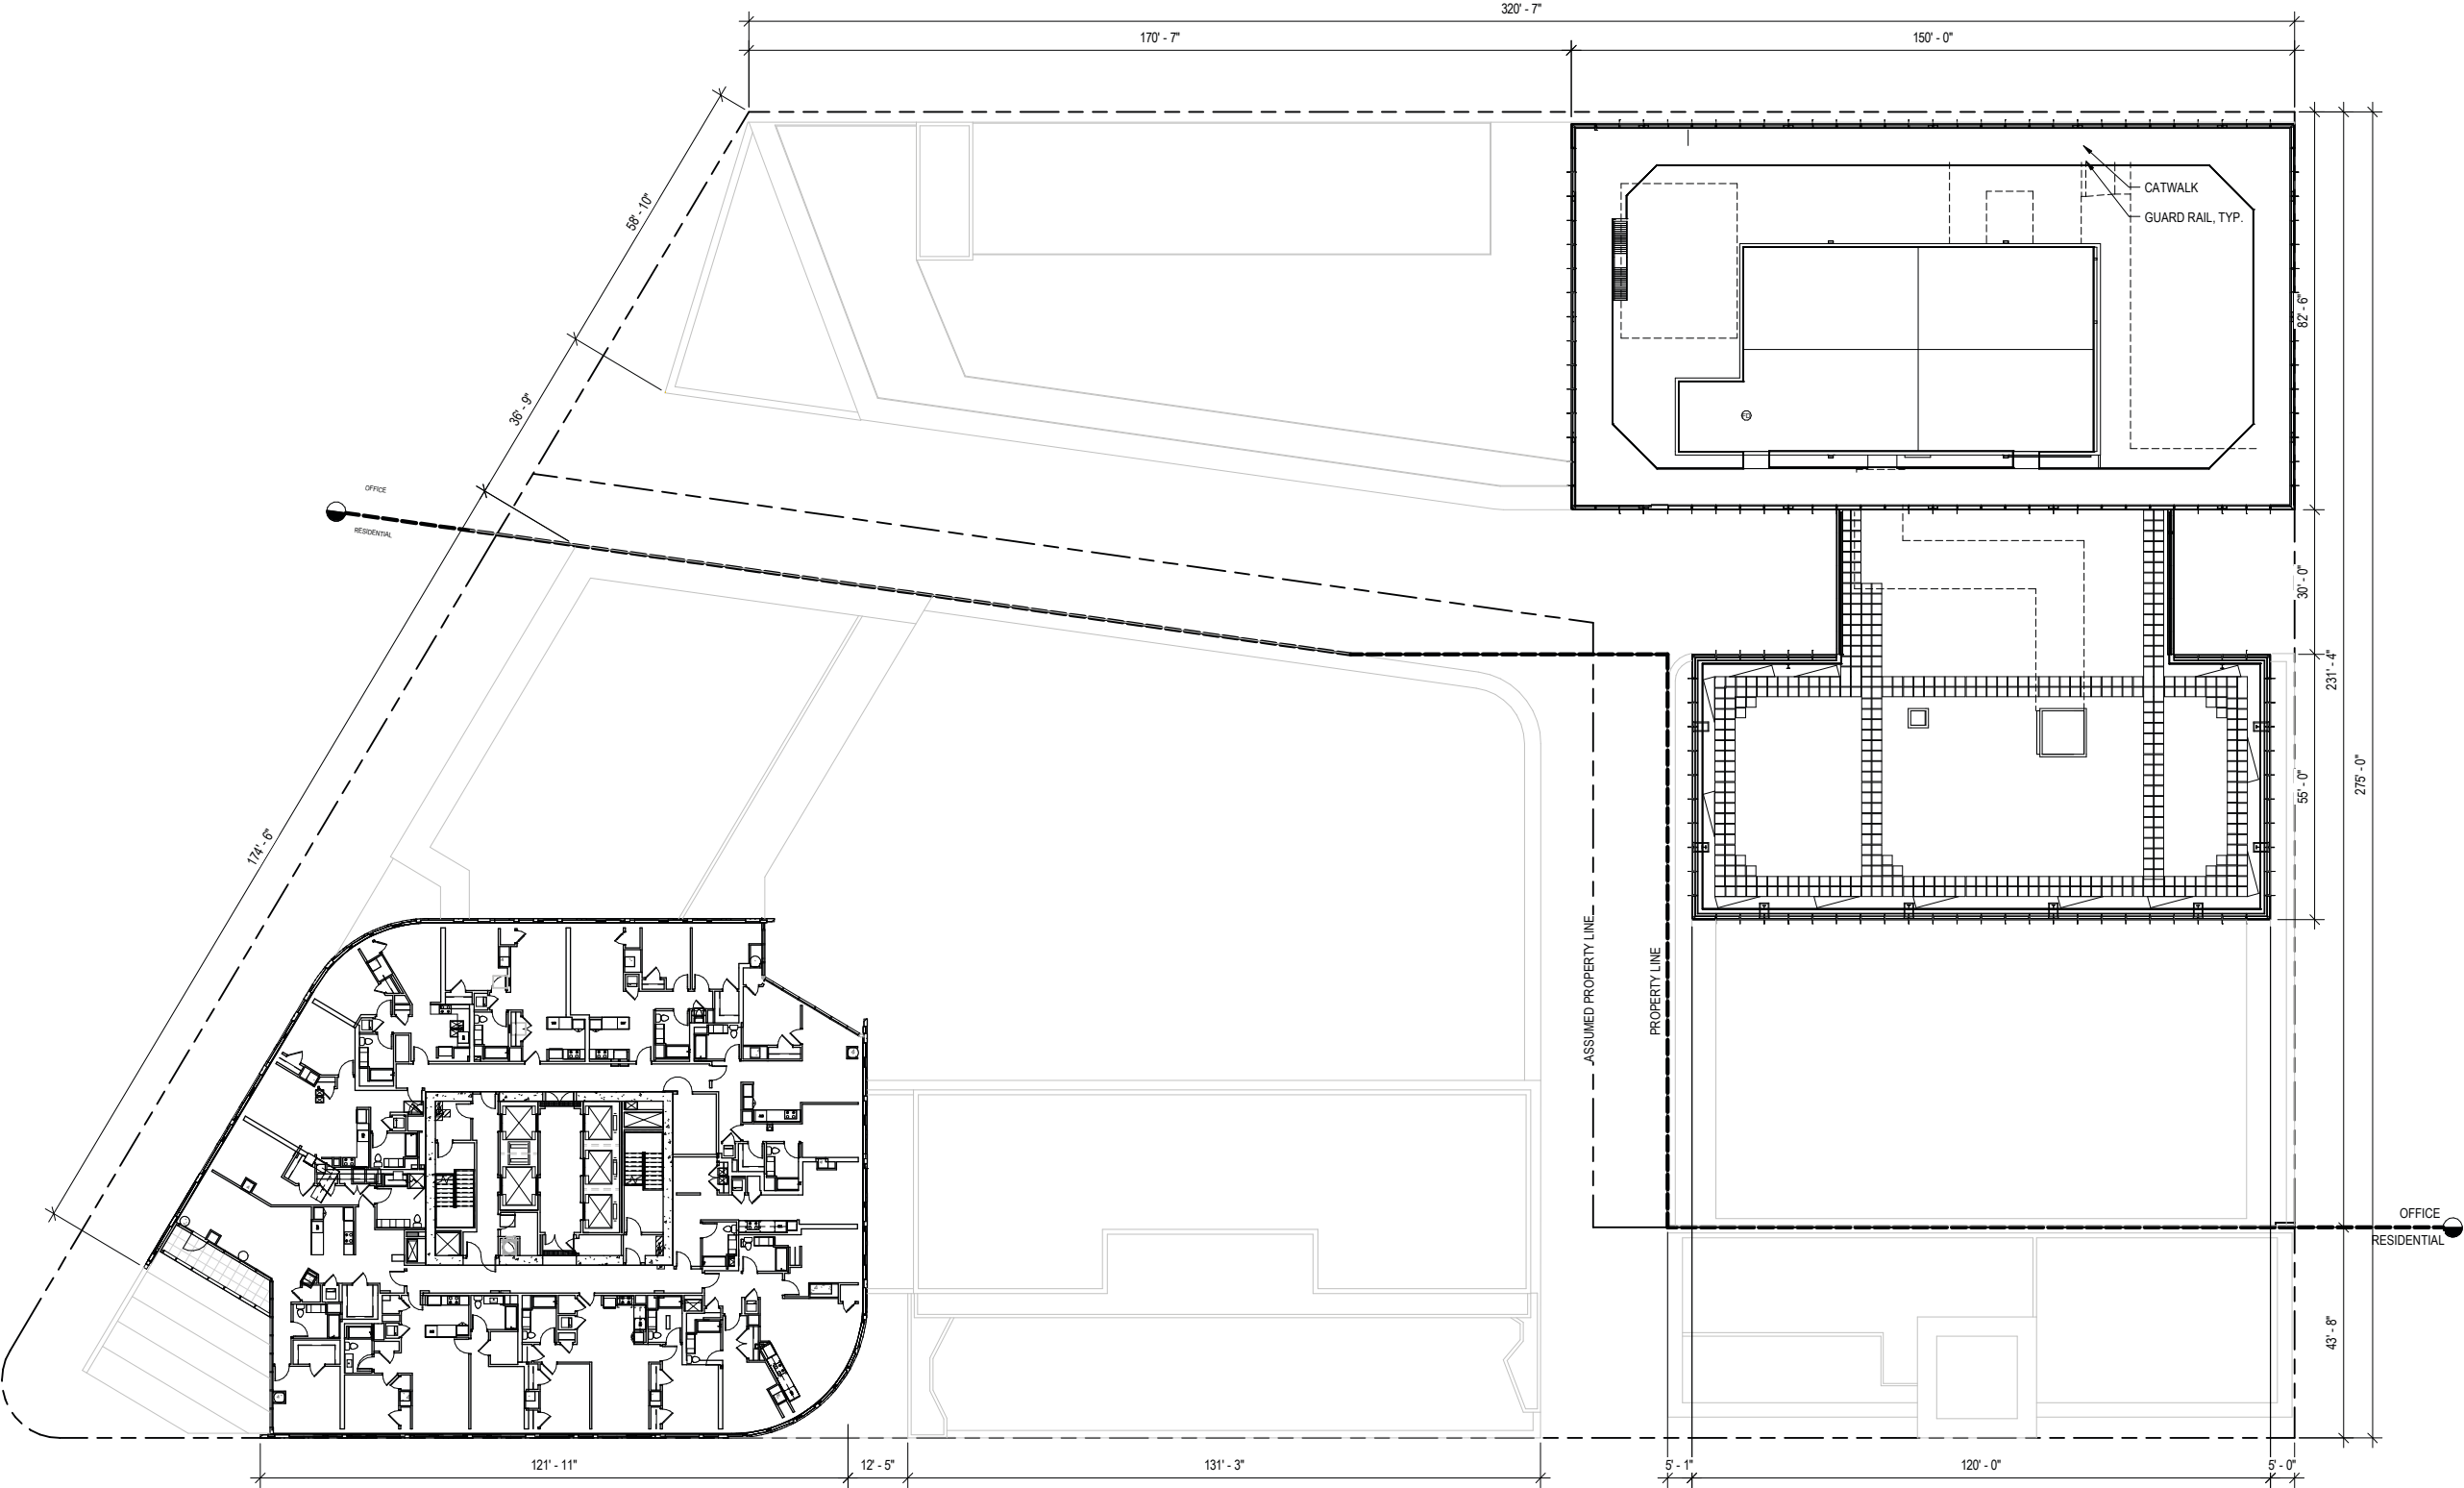 320' - 7"
170' - 7"
150' - 0"
58' - 10"
CATWALK
GUARD RAIL, TYP.
82' - 6"
36' - 9"
OFFICE
RESIDENTIAL
30' - 0"
231' - 4"
275' - 0"
55' - 0"
174' - 6"
ASSUMED PROPERTY LINE
PROPERTY LINE
OFFICE
RESIDENTIAL
43' - 8"
121' - 11"
12' - 5"
131' - 3"
5' - 1"
120' - 0"
5' - 0"